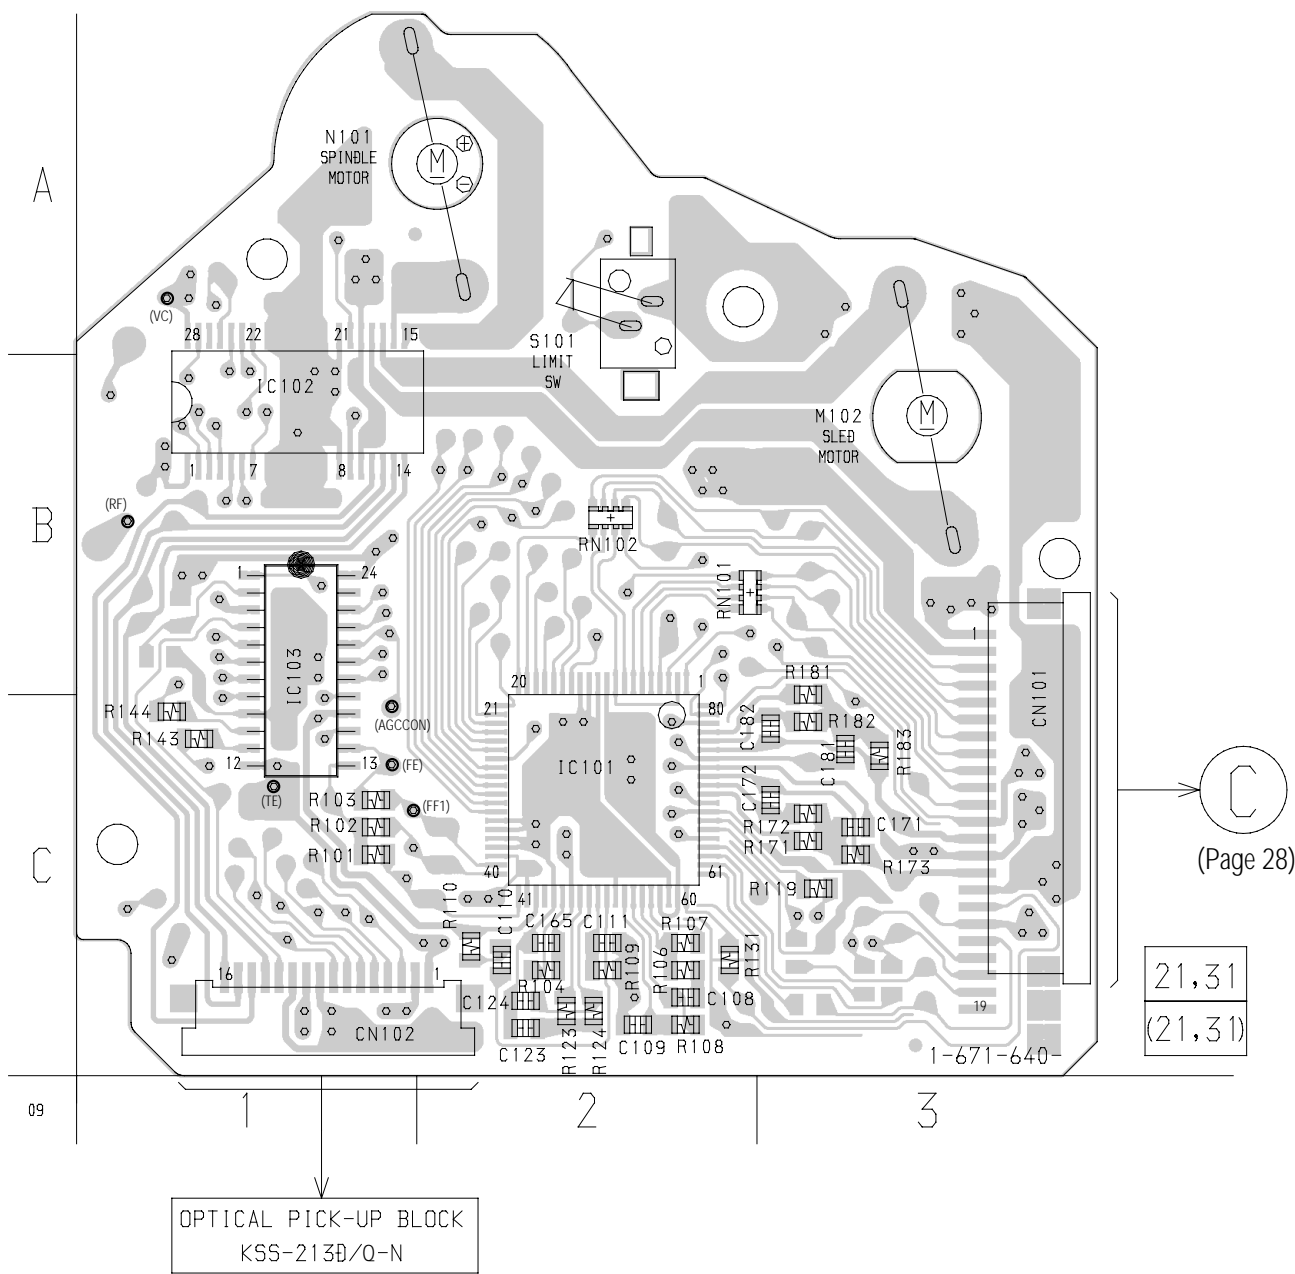 A
N101
SPINDLE
MOTOR
M
(VC)
28 22 21 15
S101
LIMIT
SW
IC102
M102
SLED
MOTOR
M
1 7 8 14
(RF)
B
RN102
1 24
RN101
IC103
1
CN101
20 1
R181
R144
21 80
R182
C182
(AGCCON)
R143
C181
R183
12 13
(FE)
IC101
C172
(TE)
R103
(FF1)
R172
C171
R102
R171
R101
R173
C
(Page 28)
C
40 61
41 60
R119
R110
C110
C165
C111
R107
R109
R106
R131
16 1
R104
C124
C108
19
21,31
(21,31)
CN102
C123
R123
R124
C109
R108
1-671-640-
09
1 2 3
OPTICAL PICK-UP BLOCK
KSS-213D/Q-N